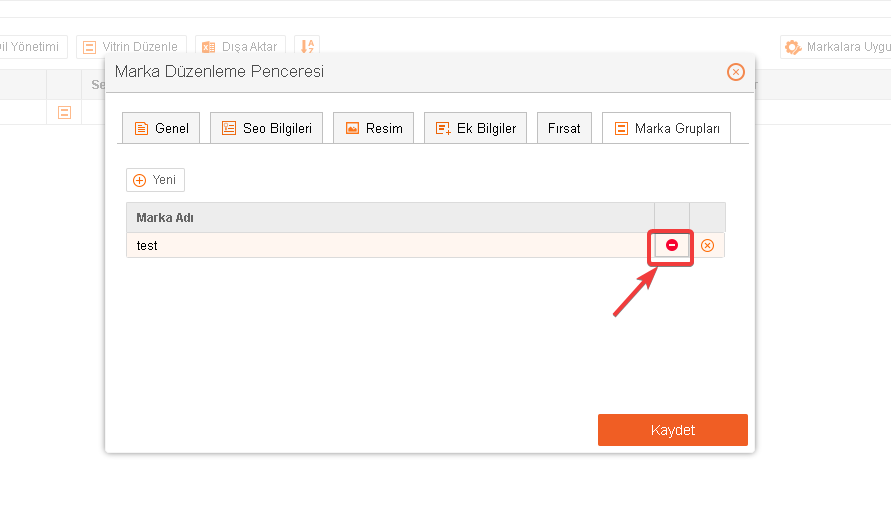 Dil Yönetimi
Vitrin Düzenle
Dışa Aktar
Markalara Uygu
Se
Marka Düzenleme Penceresi
Genel
Seo Bilgileri
Resim
Ek Bilgiler
Fırsat
Marka Grupları
Yeni
Marka Adı
test
Kaydet